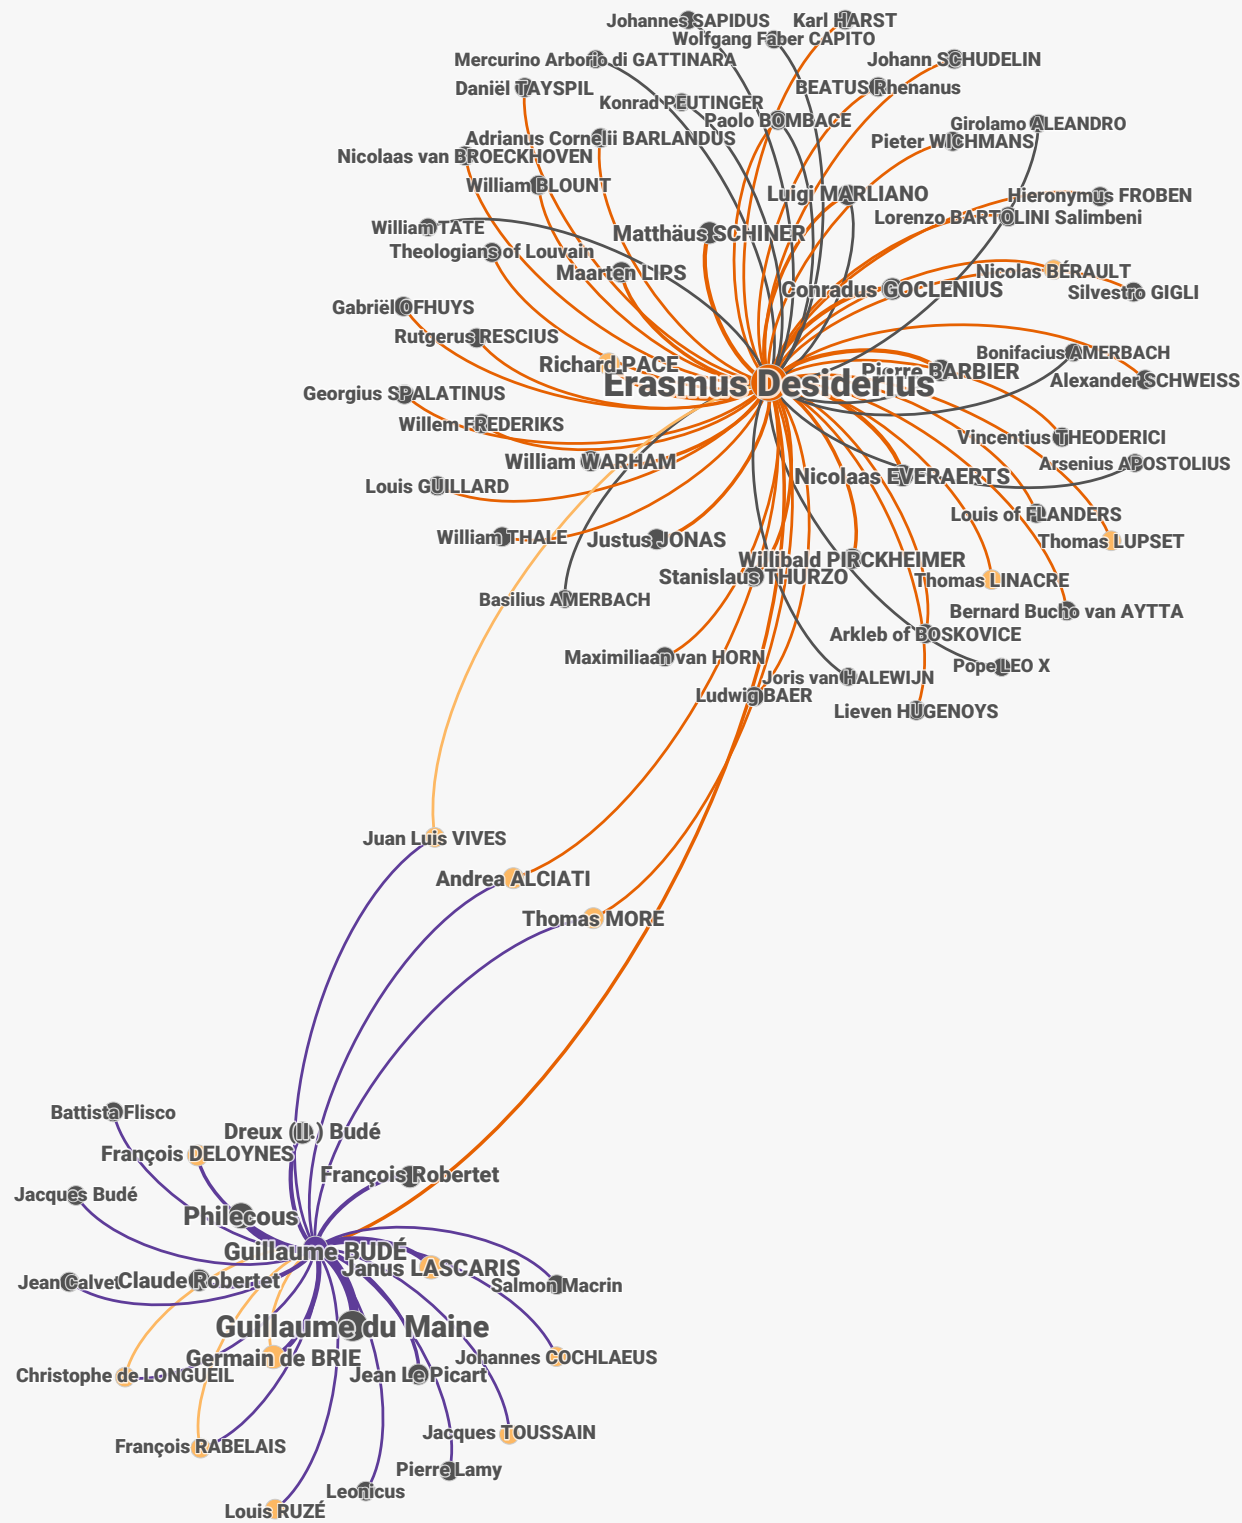 Johannes SAPIDUS
Karl HARST
Wolfgang Faber CAPITO
Mercurino Arborio di GATTINARA
Johann SCHUDELIN
Daniël TAYSPIL
BEATUS Rhenanus
Konrad PEUTINGER
Paolo BOMBACE
Girolamo ALEANDRO
Adrianus Cornelii BARLANDUS
Pieter WICHMANS
Nicolaas van BROECKHOVEN
William BLOUNT
Luigi MARLIANO
Hieronymus FROBEN
Lorenzo BARTOLINI Salimbeni
William TATE
Matthäus SCHINER
Theologians of Louvain
Maarten LIPS
Nicolas BÉRAULT
Conradus GOCLENIUS
Silvestro GIGLI
Gabriël OFHUYS
Rutgerus RESCIUS
Bonifacius AMERBACH
Richard PACE
Pierre BARBIER
Alexander SCHWEISS
Erasmus Desiderius
Georgius SPALATINUS
Willem FREDERIKS
Vincentius THEODERICI
William WARHAM
Arsenius APOSTOLIUS
Nicolaas EVERAERTS
Louis GUILLARD
Louis of FLANDERS
William THALE
Justus JONAS
Thomas LUPSET
Willibald PIRCKHEIMER
Stanislaus THURZO
Thomas LINACRE
Basilius AMERBACH
Bernard Bucho van AYTTA
Arkleb of BOSKOVICE
Maximiliaan van HORN
Pope LEO X
Joris van HALEWIJN
Ludwig BAER
Lieven HUGENOYS
Juan Luis VIVES
Andrea ALCIATI
Thomas MORE
Battista Flisco
Dreux (II.) Budé
François DELOYNES
François Robertet
Jacques Budé
Philecous
Guillaume BUDÉ
Janus LASCARIS
Jean Calvet
Claude Robertet
Salmon Macrin
Guillaume du Maine
Germain de BRIE
Johannes COCHLAEUS
Christophe de LONGUEIL
Jean Le Picart
Jacques TOUSSAIN
François RABELAIS
Pierre Lamy
Leonicus
Louis RUZÉ